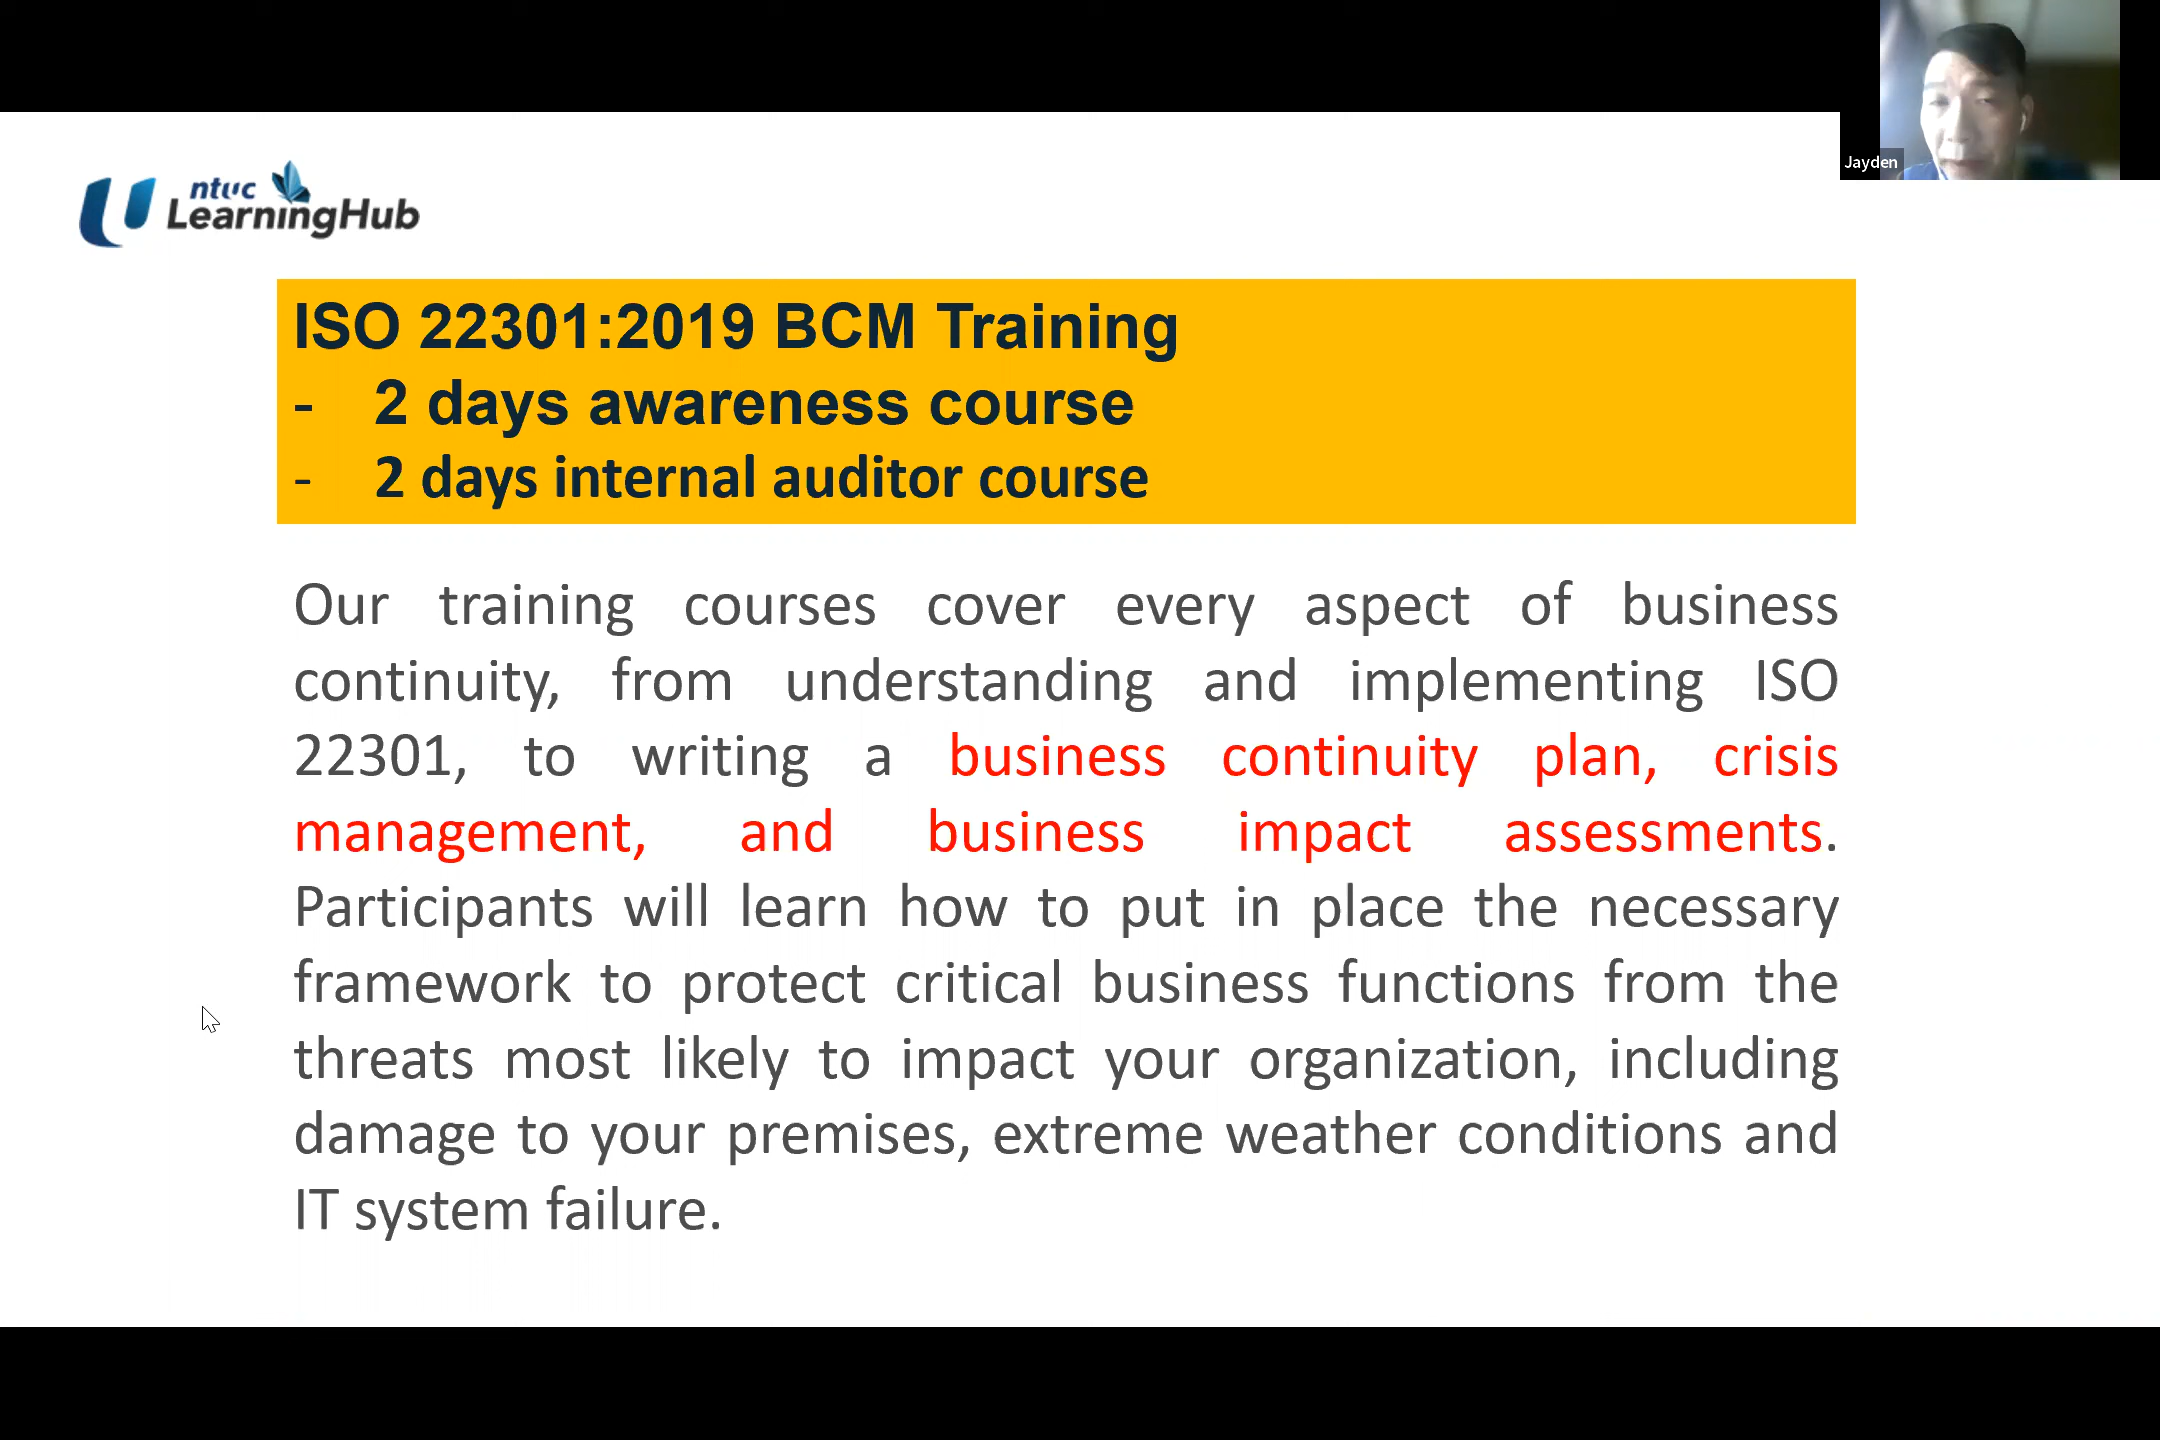 Jayden
ntuc
LearningHub
ISO 22301:2019 BCM Training
- 2 days awareness course
- 2 days internal auditor course
Our training courses cover every aspect of business
continuity, from understanding and implementing ISO
22301, to writing a business continuity plan, crisis
management, and business impact assessments.
Participants will learn how to put in place the necessary
framework to protect critical business functions from the
threats most likely to impact your organization, including
damage to your premises, extreme weather conditions and
IT system failure.